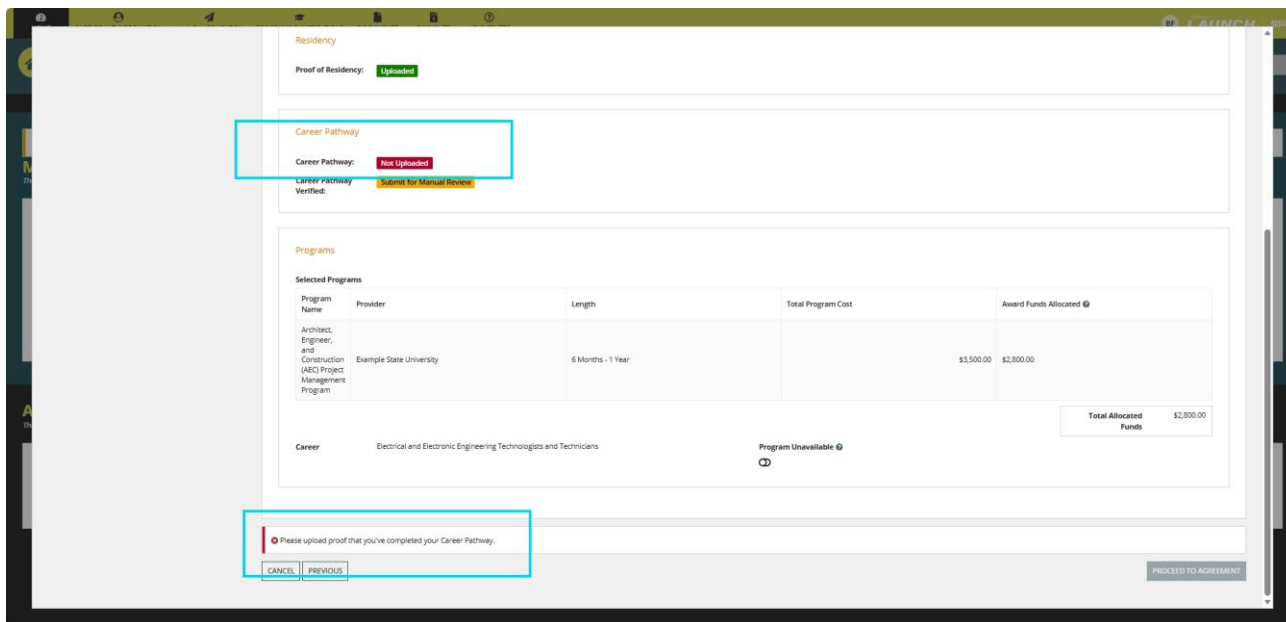 BF LAUNCH
Residency
Proof of Residency: Uploaded
Career Pathway
Career Pathway: Not Uploaded
Career Pathway Submit for Manual Review
Verified:
Programs
Selected Programs
Program Name Provider Length Total Program Cost Award Funds Allocated
Architect,
Engineer,
and
Construction Example State University 6 Months - 1 Year $3,500.00 $2,800.00
(AEC) Project
Management
Program
Total Allocated $2,800.00
Funds
Career Electrical and Electronic Engineering Technologists and Technicians Program Unavailable
Please upload proof that you've completed your Career Pathway.
CANCEL PREVIOUS PROCEED TO AGREEMENT